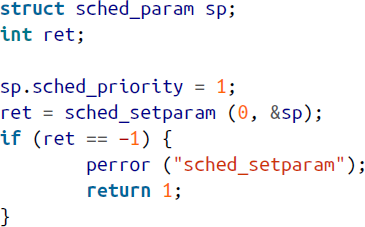 struct sched_param sp;
int ret;

sp.sched_priority = 1;
ret = sched_setparam (0, &sp);
if (ret == −1) {
        perror ("sched_setparam");
        return 1;
}